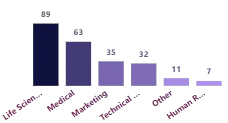 89
63
35
32
11
7
Life Scien...
Medical
Marketing
Technical ...
Other
Human R...